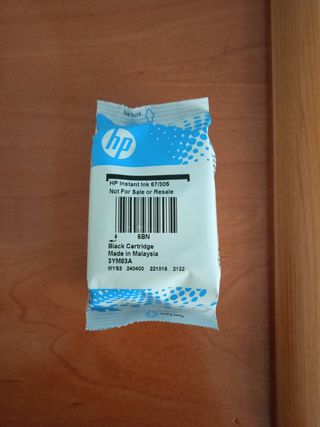 hp
HP Instant Ink 67/305
Not For Sale or Resale
6BN
Black Cartridge
Made in Malaysia
3YM83A
MYS3 240400 221016 2122